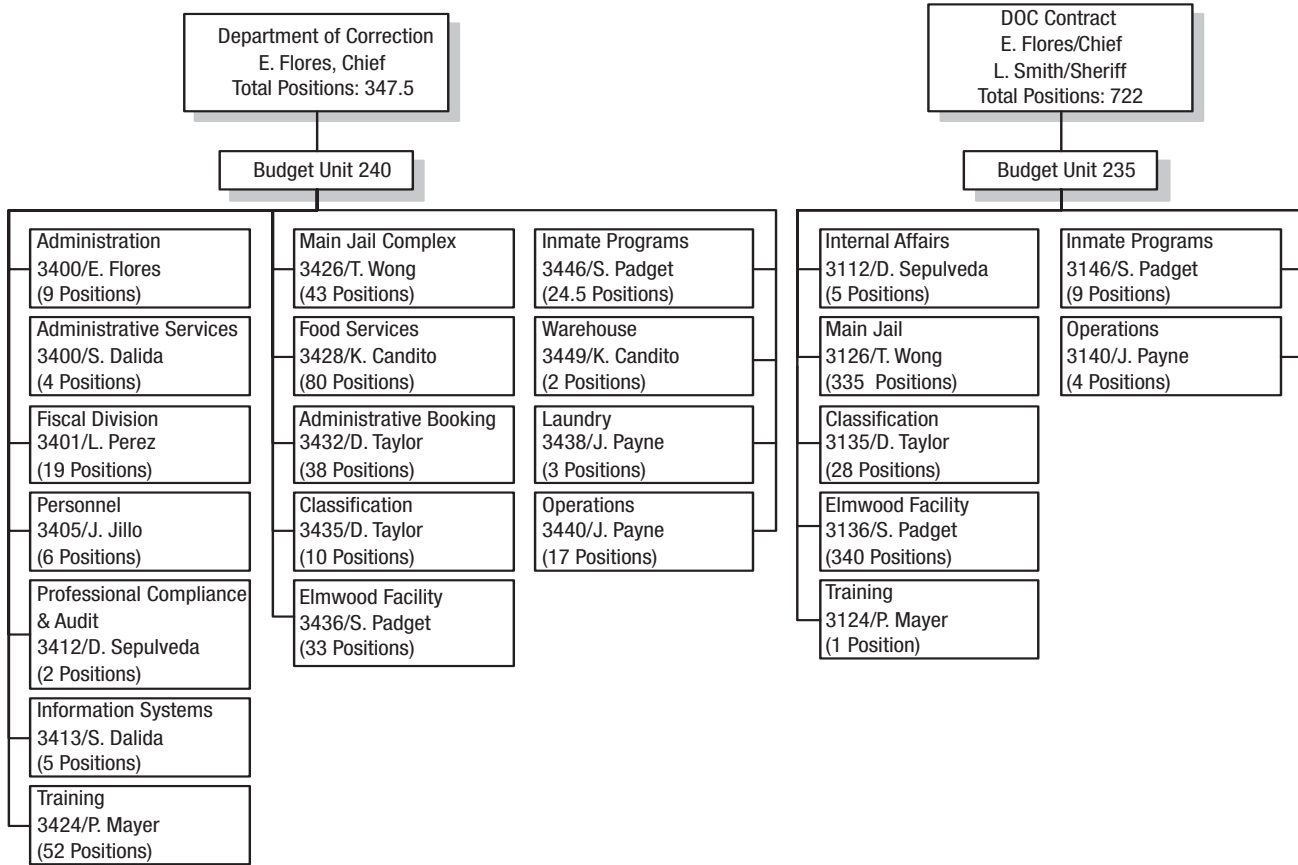 Department of Correction
E. Flores, Chief
Total Positions: 347.5
Budget Unit 240
Administration
3400/E. Flores
(9 Positions)
Administrative Services
3400/S. Dalida
(4 Positions)
Fiscal Division
3401/L. Perez
(19 Positions)
Personnel
3405/J. Jillo
(6 Positions)
Professional Compliance
& Audit
3412/D. Sepulveda
(2 Positions)
Information Systems
3413/S. Dalida
(5 Positions)
Training
3424/P. Mayer
(52 Positions)
Main Jail Complex
3426/T. Wong
(43 Positions)
Food Services
3428/K. Candito
(80 Positions)
Administrative Booking
3432/D. Taylor
(38 Positions)
Classification
3435/D. Taylor
(10 Positions)
Elmwood Facility
3436/S. Padget
(33 Positions)
Inmate Programs
3446/S. Padget
(24.5 Positions)
Warehouse
3449/K. Candito
(2 Positions)
Laundry
3438/J. Payne
(3 Positions)
Operations
3440/J. Payne
(17 Positions)
DOC Contract
E. Flores/Chief
L. Smith/Sheriff
Total Positions: 722
Budget Unit 235
Internal Affairs
3112/D. Sepulveda
(5 Positions)
Main Jail
3126/T. Wong
(335 Positions)
Classification
3135/D. Taylor
(28 Positions)
Elmwood Facility
3136/S. Padget
(340 Positions)
Training
3124/P. Mayer
(1 Position)
Inmate Programs
3146/S. Padget
(9 Positions)
Operations
3140/J. Payne
(4 Positions)